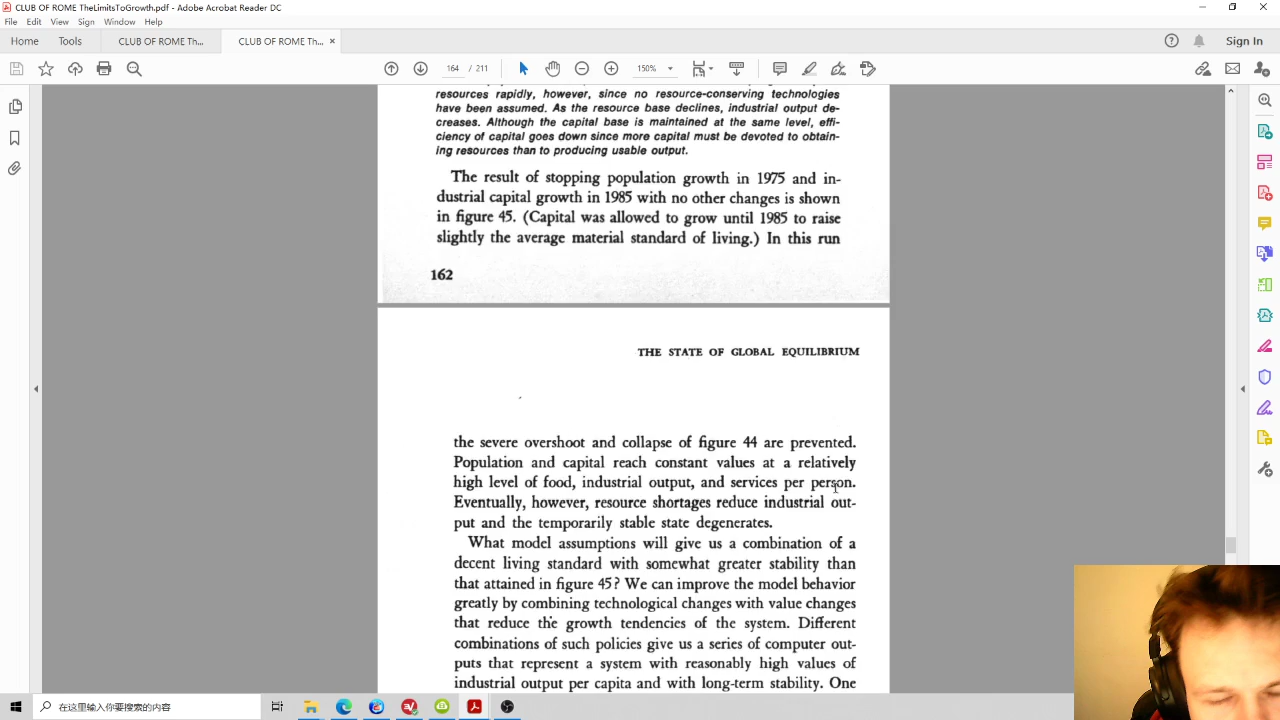 CLUB OF ROME TheLimitsToGrowth.pdf - Adobe Acrobat Reader DC
File Edit View Sign Window Help
Home Tools CLUB OF ROME Th... CLUB OF ROME Th... ×
Sign In
164 / 211 150%
resources rapidly, however, since no resource-conserving technologies
have been assumed. As the resource base declines, industrial output de-
creases. Although the capital base is maintained at the same level, effi-
ciency of capital goes down since more capital must be devoted to obtain-
ing resources than to producing usable output.
The result of stopping population growth in 1975 and in-
dustrial capital growth in 1985 with no other changes is shown
in figure 45. (Capital was allowed to grow until 1985 to raise
slightly the average material standard of living.) In this run
162
THE STATE OF GLOBAL EQUILIBRIUM
the severe overshoot and collapse of figure 44 are prevented.
Population and capital reach constant values at a relatively
high level of food, industrial output, and services per person.
Eventually, however, resource shortages reduce industrial out-
put and the temporarily stable state degenerates.
What model assumptions will give us a combination of a
decent living standard with somewhat greater stability than
that attained in figure 45? We can improve the model behavior
greatly by combining technological changes with value changes
that reduce the growth tendencies of the system. Different
combinations of such policies give us a series of computer out-
puts that represent a system with reasonably high values of
industrial output per capita and with long-term stability. One
在这里输入你要搜索的内容